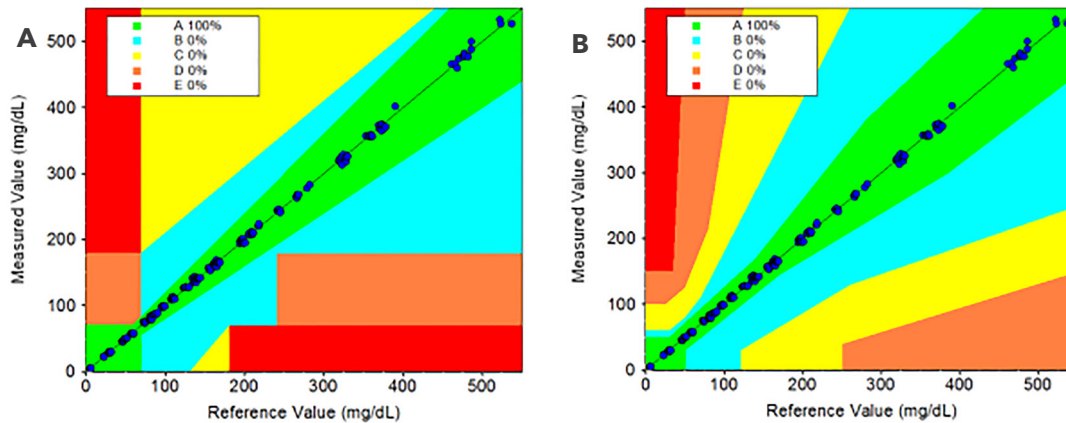 A
A 100%
B 0%
C 0%
D 0%
E 0%
500
400
300
200
100
0
Measured Value (mg/dL)
0 100 200 300 400 500
Reference Value (mg/dL)
B
A 100%
B 0%
C 0%
D 0%
E 0%
500
400
300
200
100
0
Measured Value (mg/dL)
0 100 200 300 400 500
Reference Value (mg/dL)